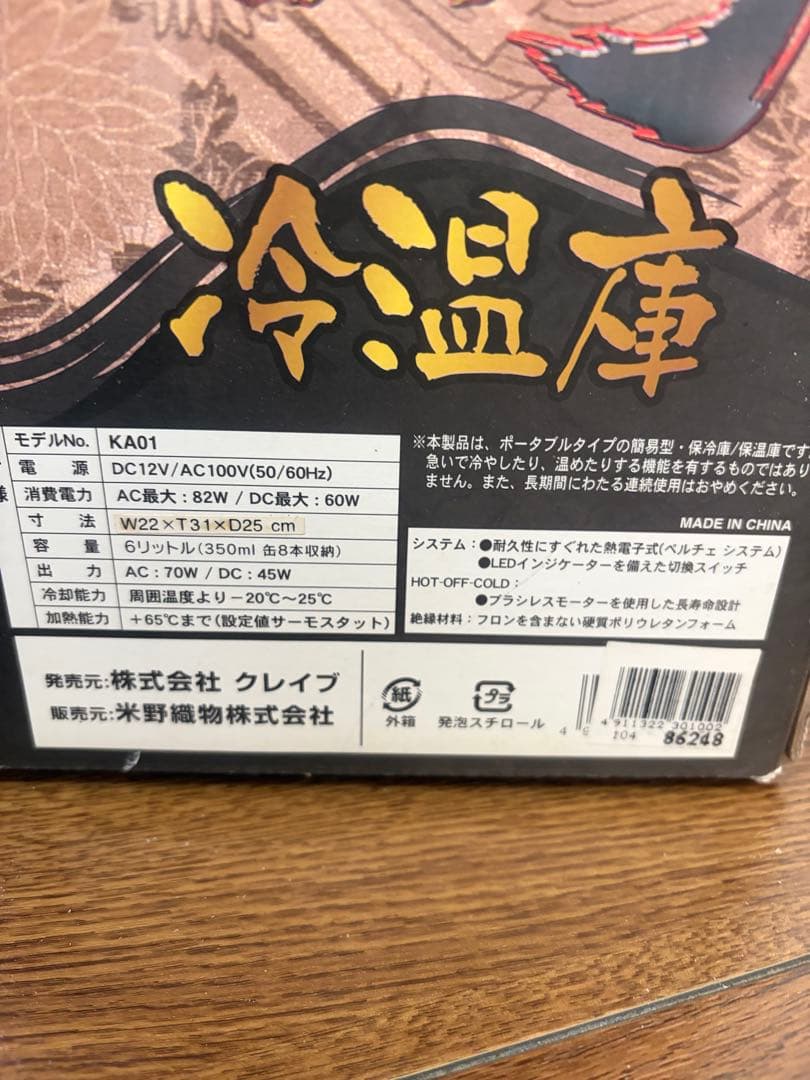 冷温庫
モデルNo. KA01
電源 DC12V/AC100V(50/60Hz)
消費電力 AC最大:82W / DC最大:60W
寸法 W22×T31×D25 cm
容量 6リットル(350ml 缶8本収納)
出力 AC:70W / DC:45W
冷却能力 周囲温度より-20℃~25℃
加熱能力 +65℃まで(設定値サーモスタット)
様
※本製品は、ポータブルタイプの簡易型・保冷庫/保温庫です。
急いで冷やしたり、温めたりする機能を有するものではあり
ません。また、長期間にわたる連続使用はおやめください。
MADE IN CHINA
システム:●耐久性にすぐれた熱電子式(ペルチェ システム)
●LEDインジケーターを備えた切換スイッチ
HOT-OFF-COLD:
●ブラシレスモーターを使用した長寿命設計
絶縁材料:フロンを含まない硬質ポリウレタンフォーム
発売元:株式会社 クレイブ
販売元:米野織物株式会社
紙
外箱
プラ
発泡スチロール
4 911322 301002
104 86248